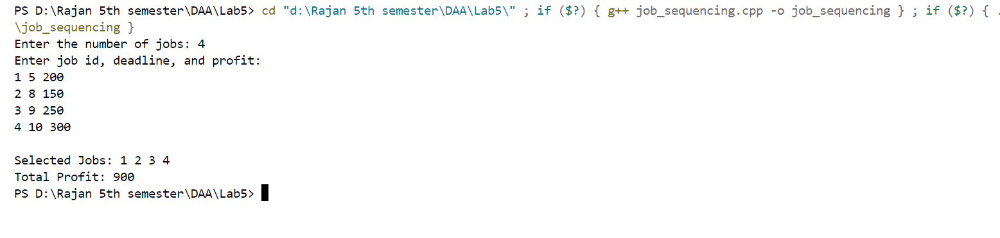 PS D:\Rajan 5th semester\DAA\Lab5> cd "d:\Rajan 5th semester\DAA\Lab5\" ; if ($?) { g++ job_sequencing.cpp -o job_sequencing } ; if ($?) { .
\job_sequencing }
Enter the number of jobs: 4
Enter job id, deadline, and profit:
1 5 200
2 8 150
3 9 250
4 10 300
Selected Jobs: 1 2 3 4
Total Profit: 900
PS D:\Rajan 5th semester\DAA\Lab5>